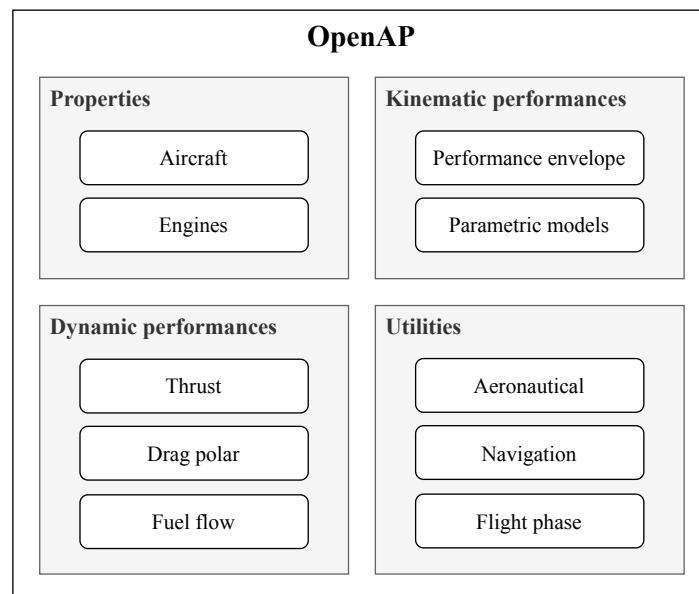 OpenAP
Properties
Aircraft
Engines
Kinematic performances
Performance envelope
Parametric models
Dynamic performances
Thrust
Drag polar
Fuel flow
Utilities
Aeronautical
Navigation
Flight phase